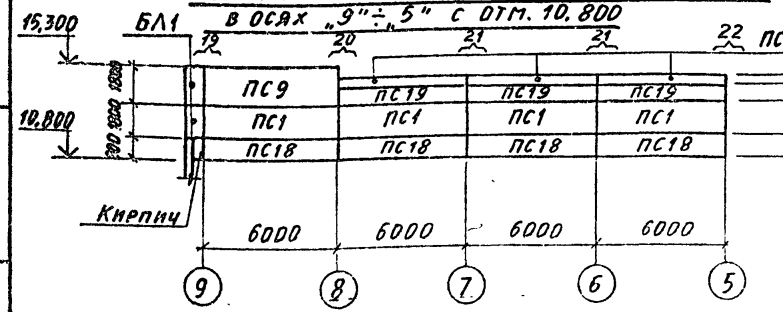 В ОСЯХ „9"÷„5" С ОТМ. 10.800
15,300 БЛ1 19 20 21 21 22 ПС
1800 ПС9 ПС19 ПС19 ПС19
10.800 1800 ПС1 ПС1 ПС1 ПС1
ПС18 ПС18 ПС18 ПС18
Кирпич
6000 6000 6000 6000
9 8 7 6 5